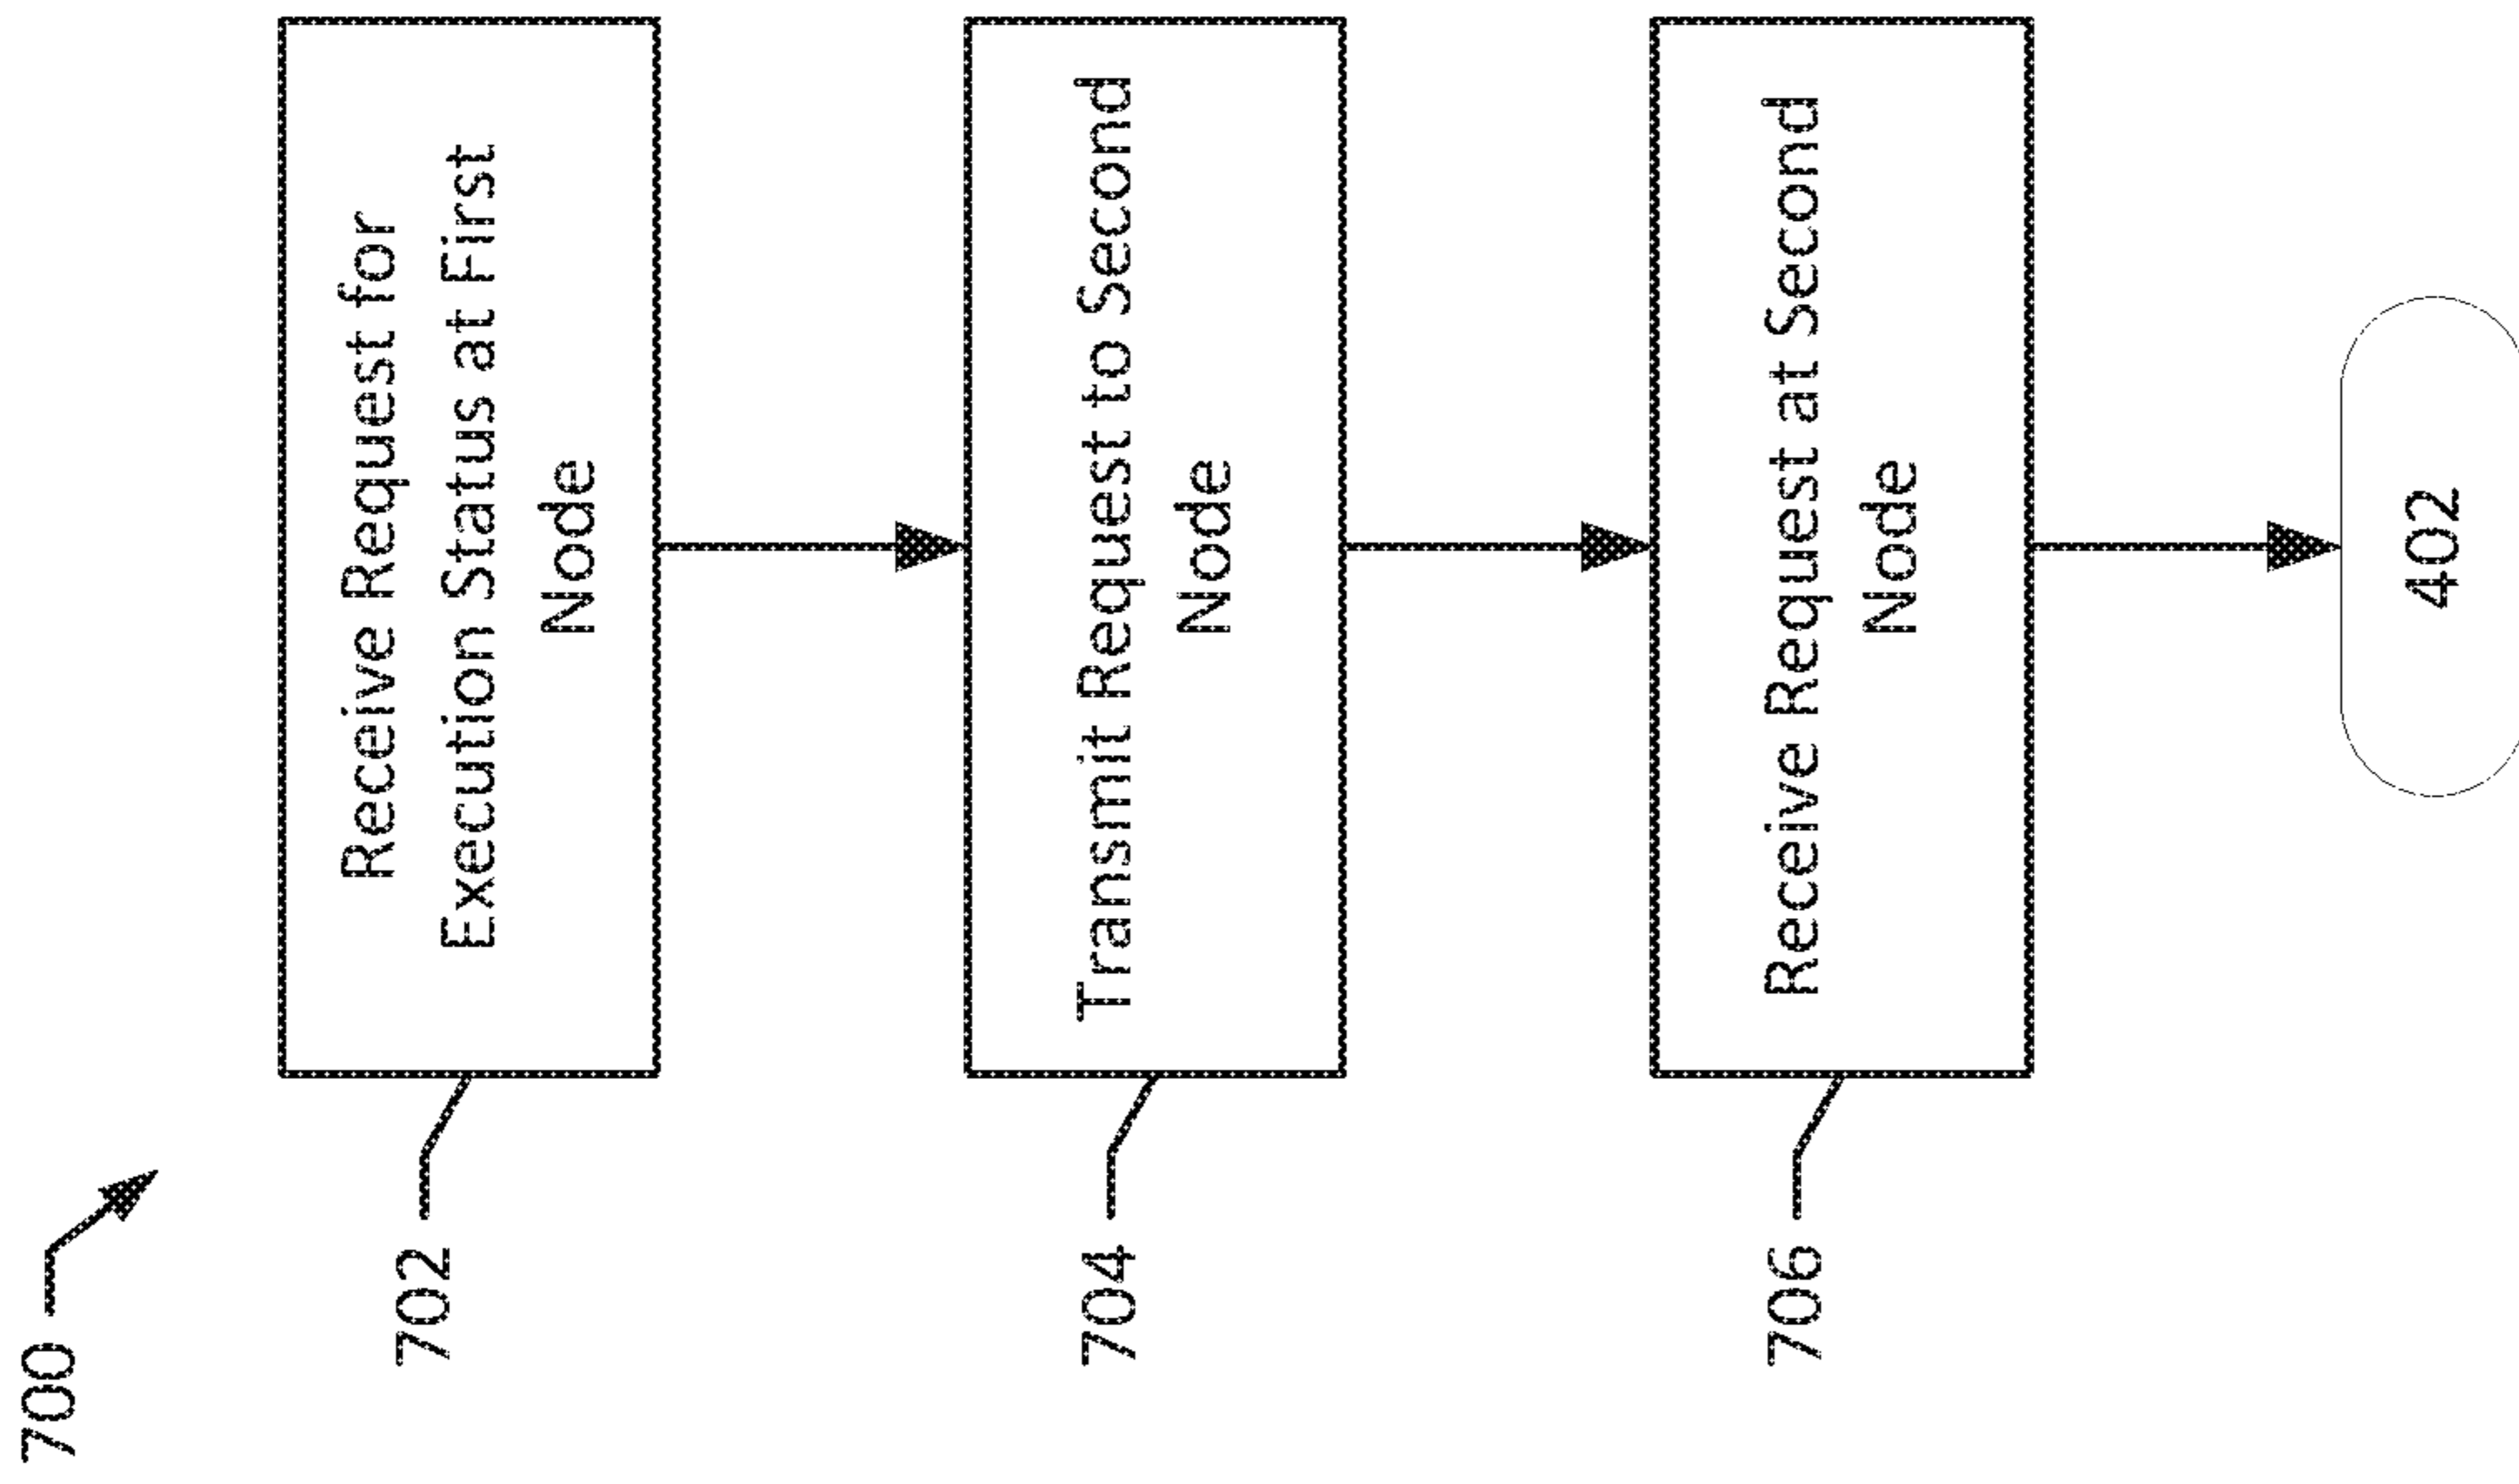 700
702
Receive Request for
Execution Status at First
Node
704
Transmit Request to Second
Node
706
Receive Request at Second
Node
402